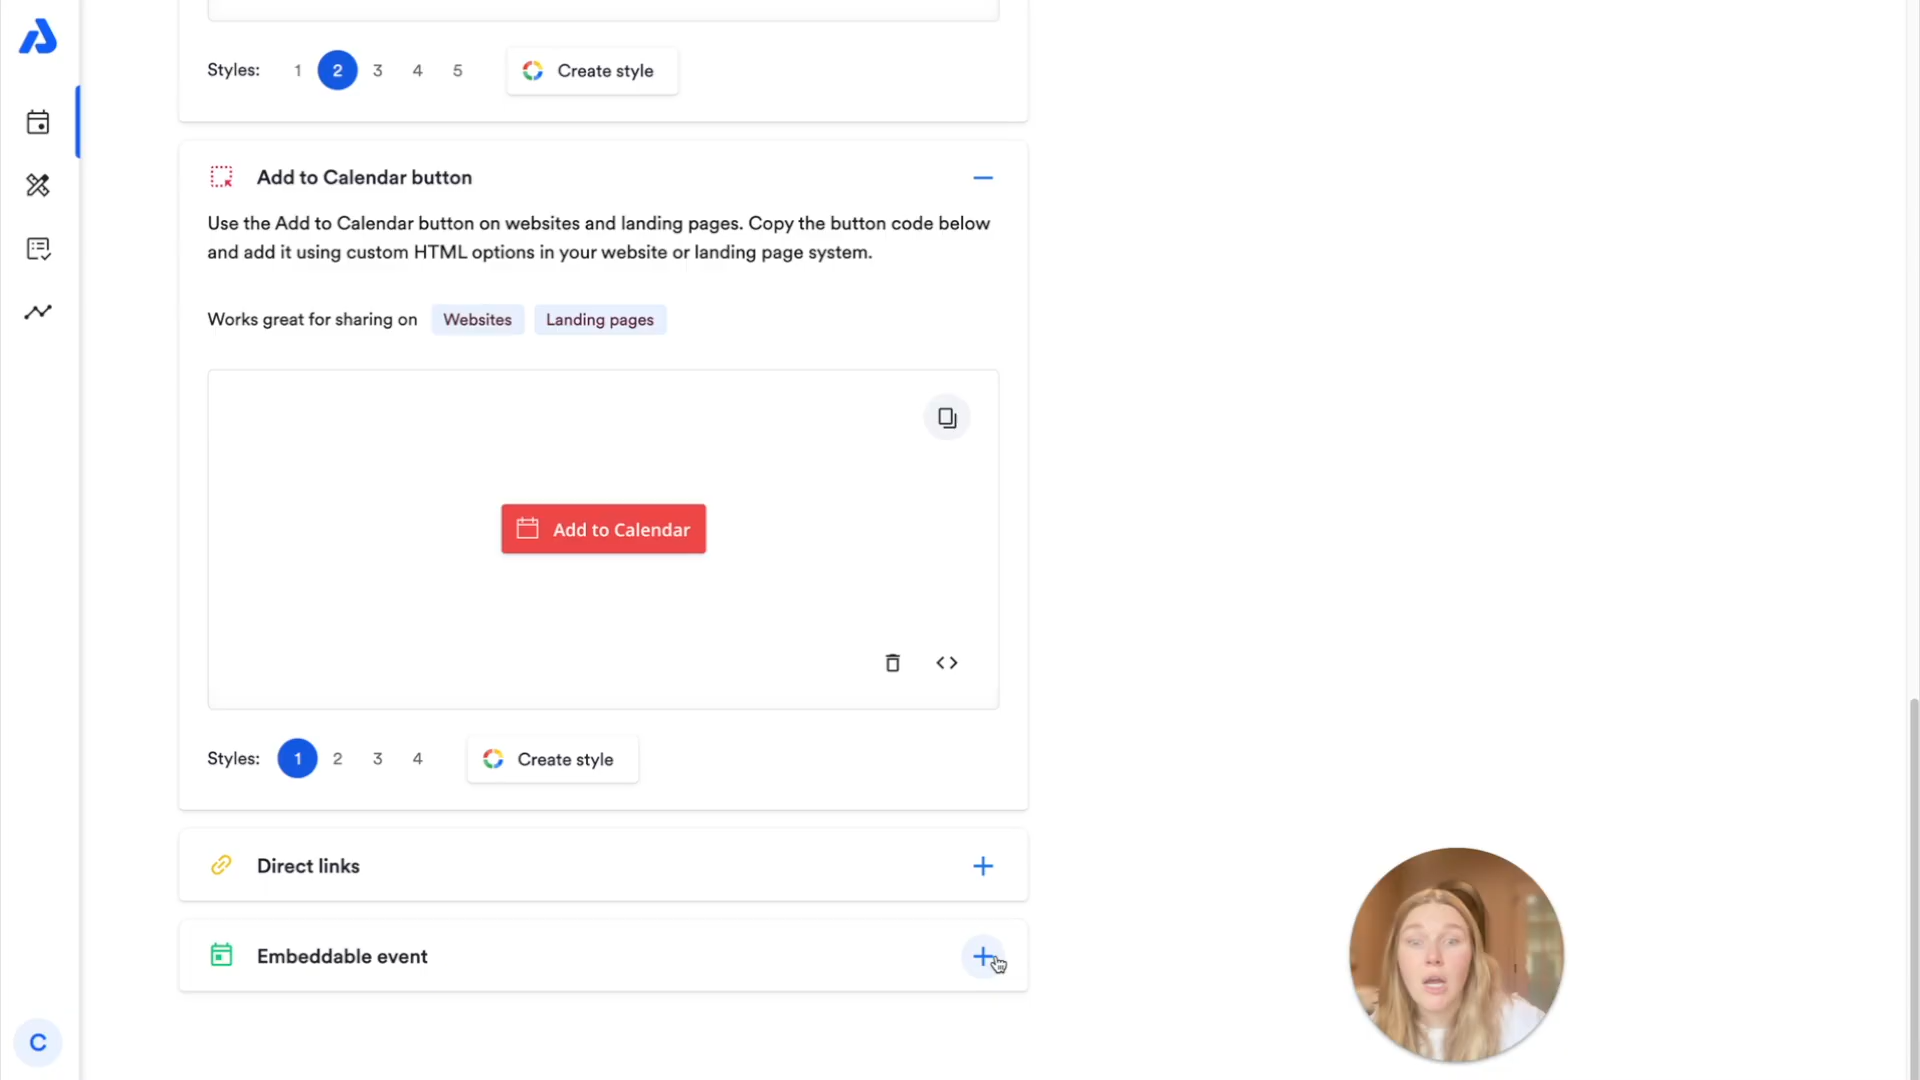 Styles: 1 2 3 4 5 Create style
Add to Calendar button
Use the Add to Calendar button on websites and landing pages. Copy the button code below
and add it using custom HTML options in your website or landing page system.
Works great for sharing on Websites Landing pages
Add to Calendar
Styles: 1 2 3 4 Create style
Direct links
Embeddable event
C